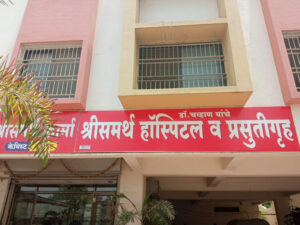 डॉ.चव्हाण यांचे
श्रीसमर्थ हॉस्पिटल व प्रसुतीगृह
केमिस्ट